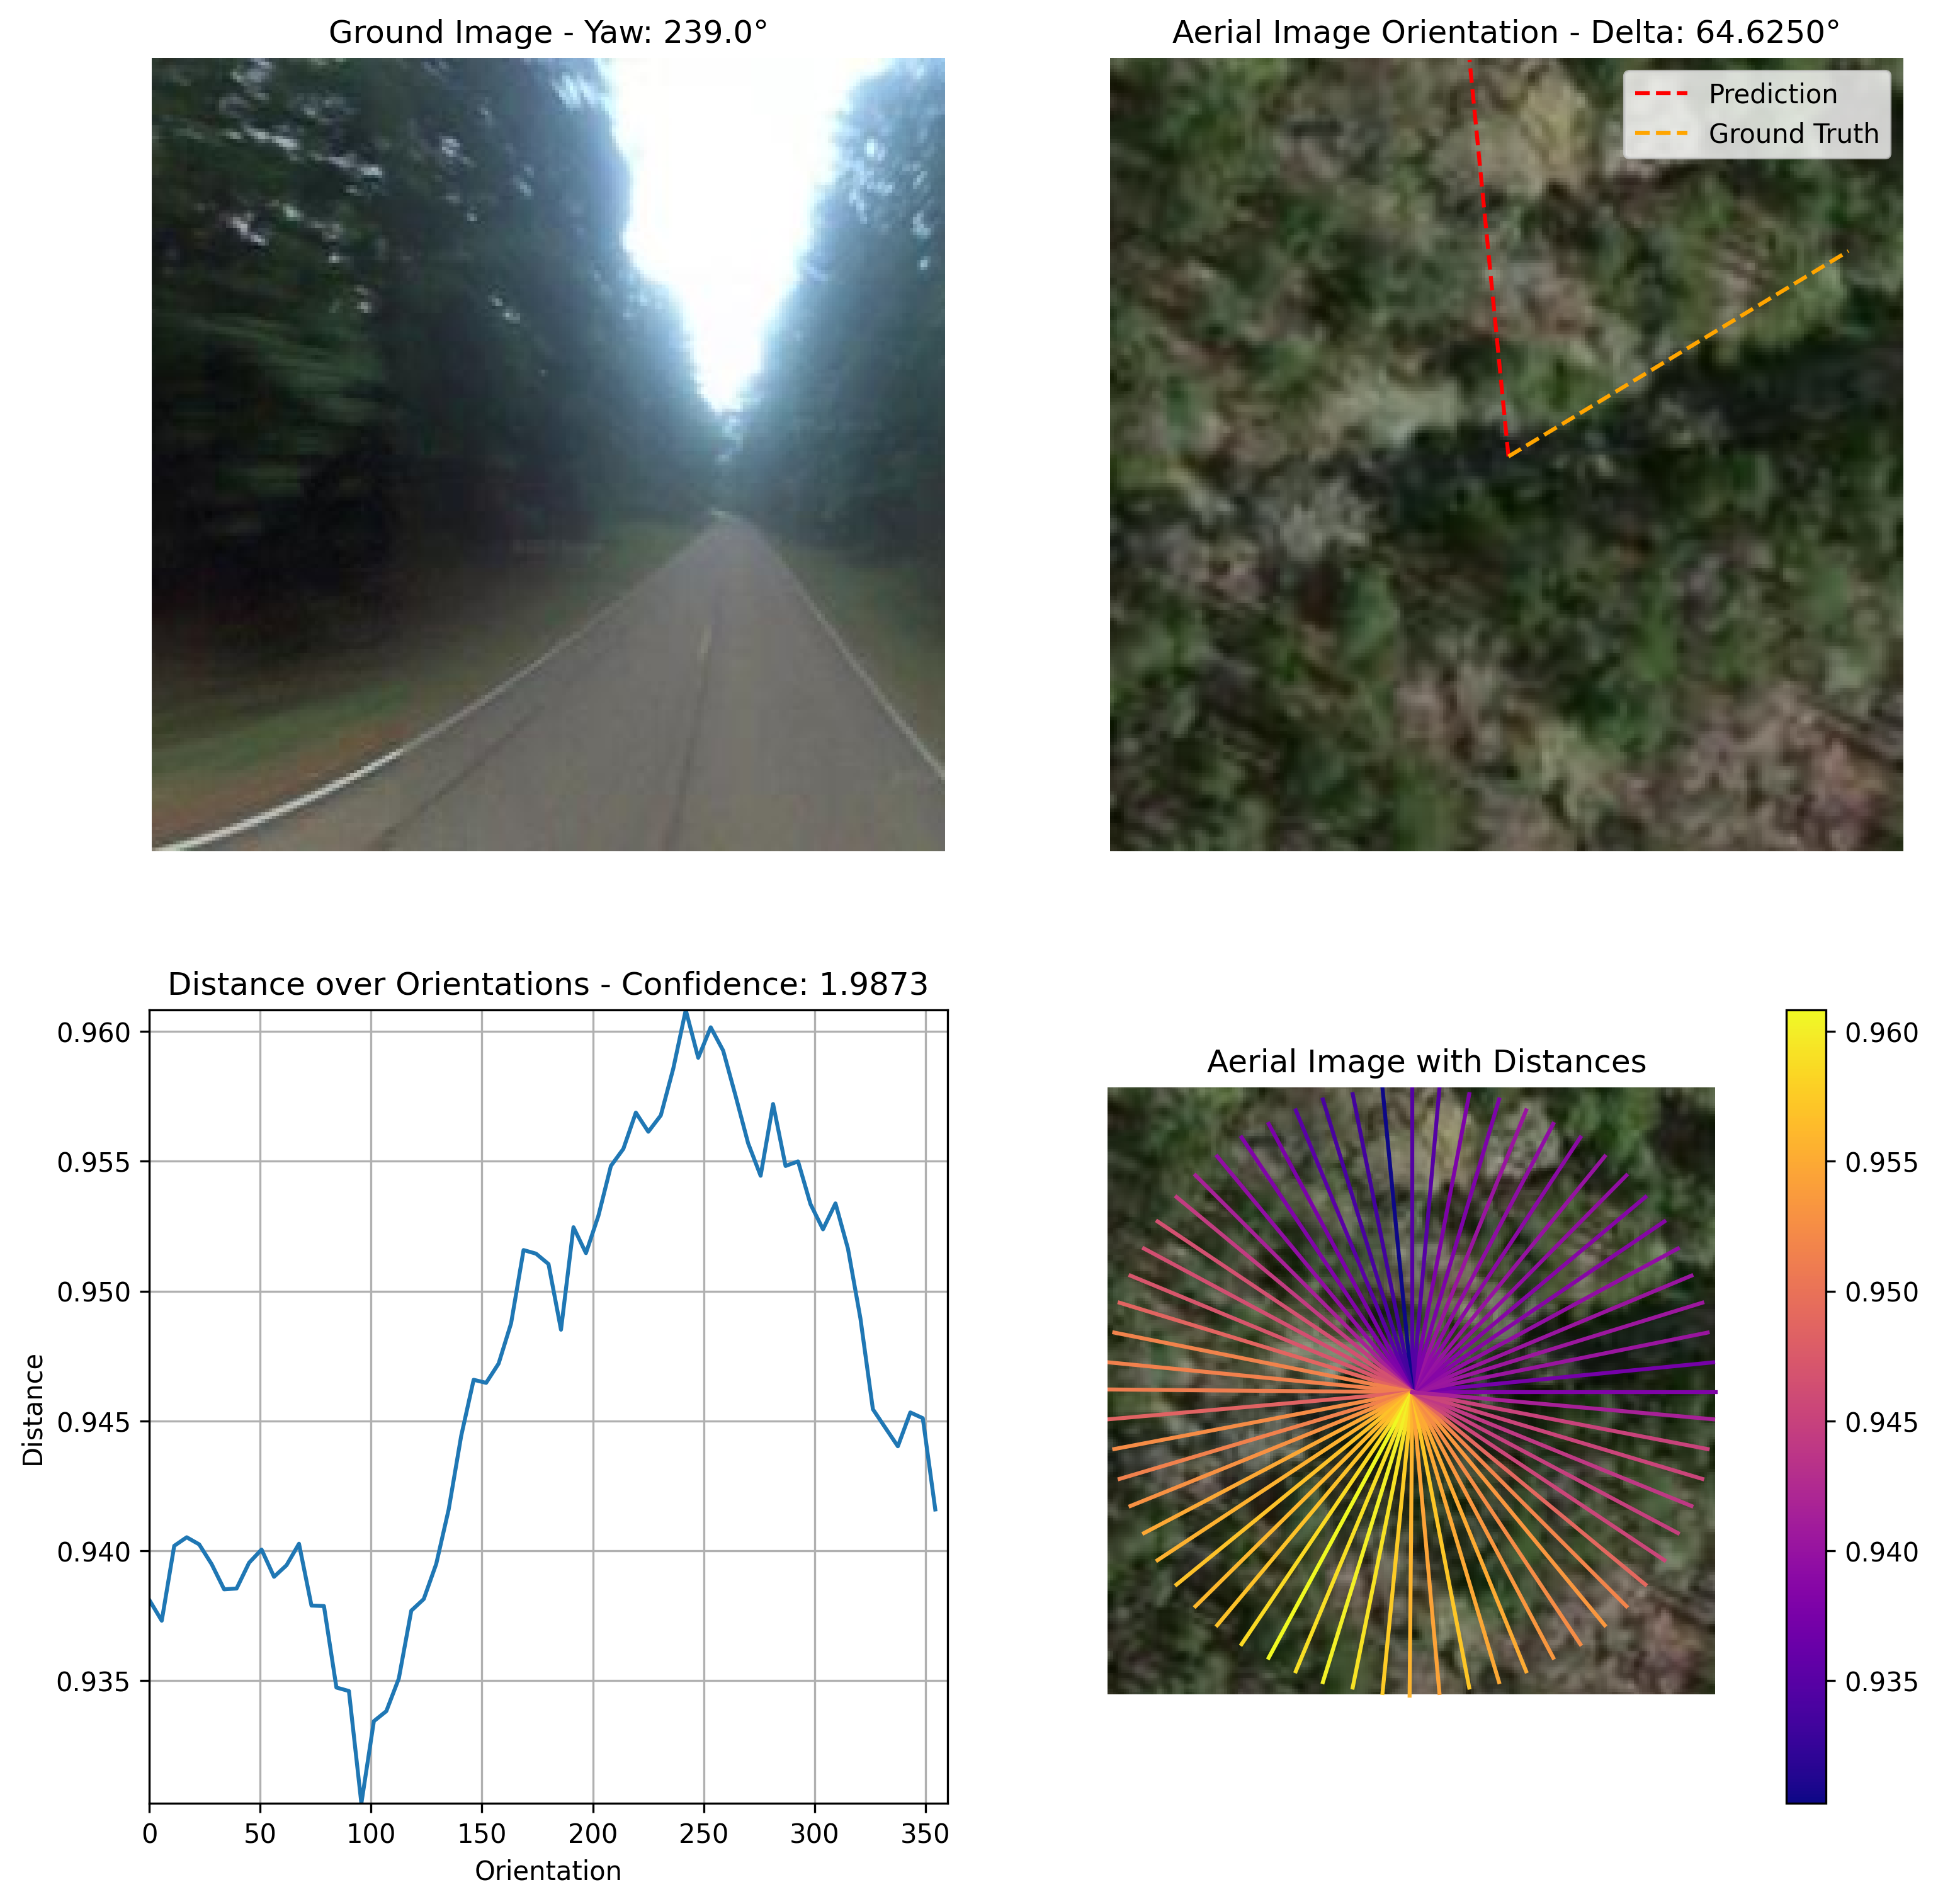 Ground Image - Yaw: 239.0°
Aerial Image Orientation - Delta: 64.6250°
Prediction
Ground Truth
Distance over Orientations - Confidence: 1.9873
0.960
0.955
0.950
0.945
0.940
0.935
Distance
0
50
100
150
200
250
300
350
Orientation
Aerial Image with Distances
0.960
0.955
0.950
0.945
0.940
0.935